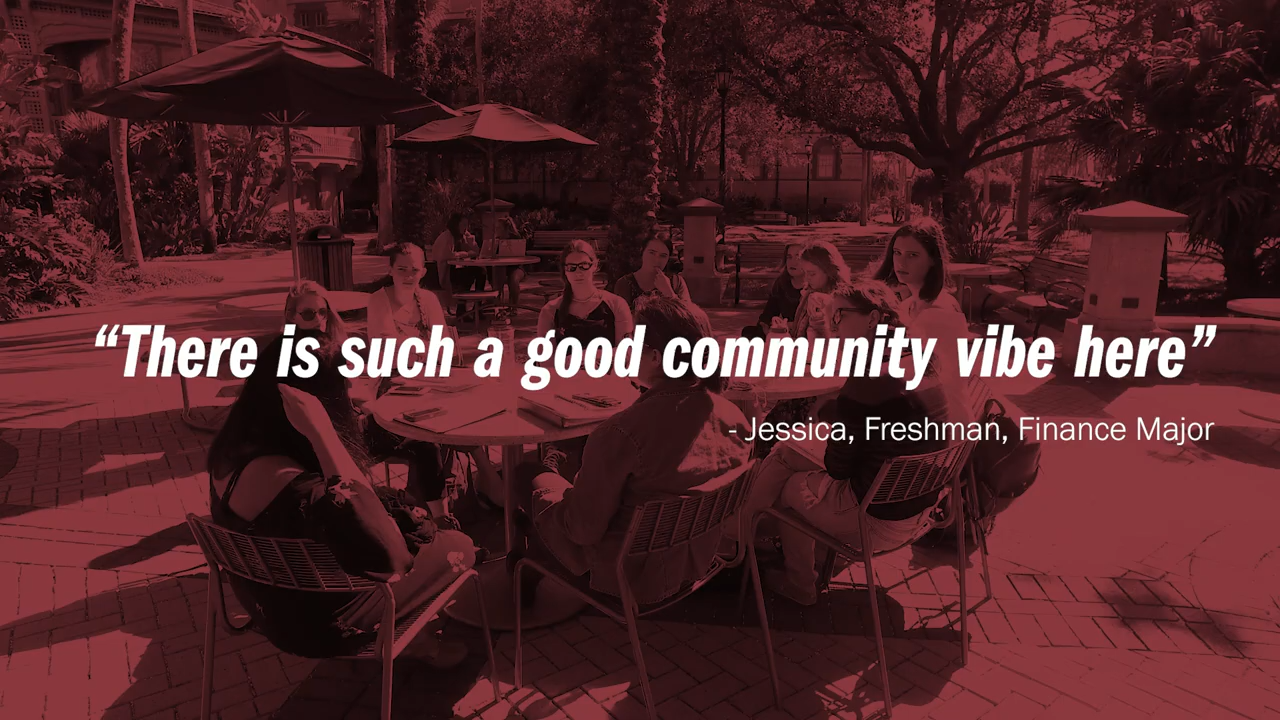 “There is such a good community vibe here”
- Jessica, Freshman, Finance Major